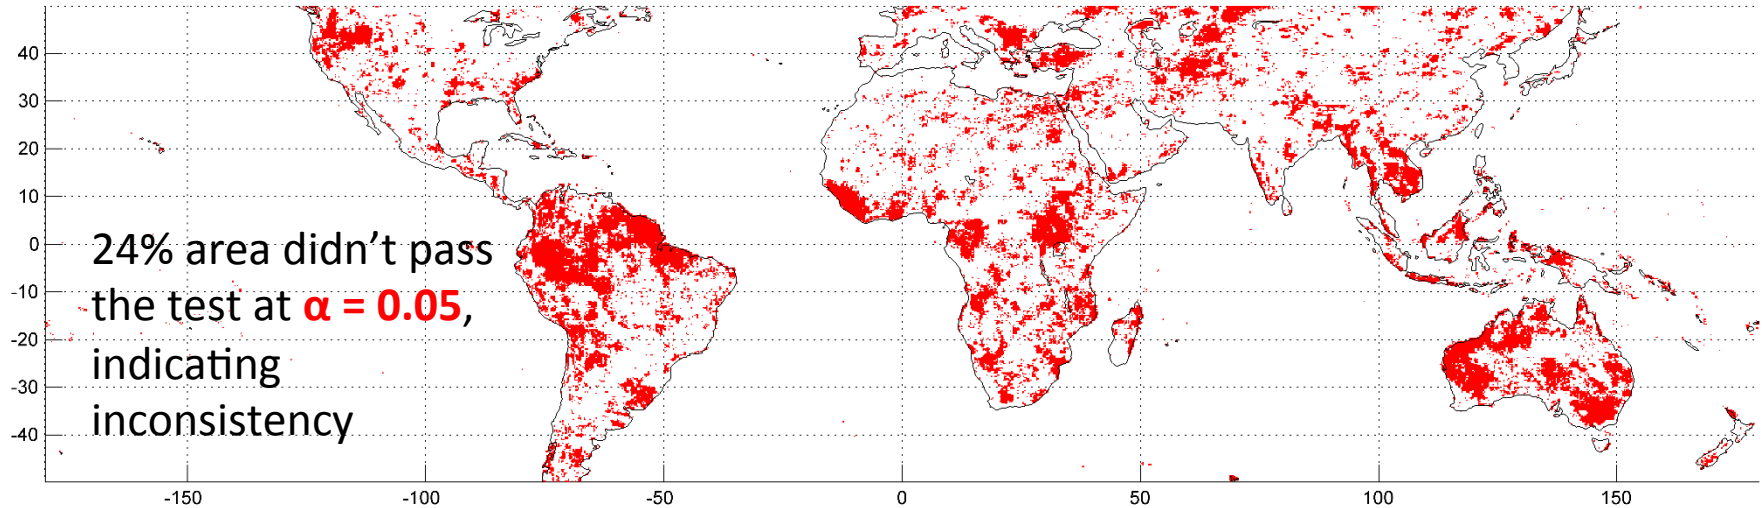 40
30
20
10
0
-10
-20
-30
-40
24% area didn’t pass
the test at α = 0.05,
indicating
inconsistency
-150 -100 -50 0 50 100 150